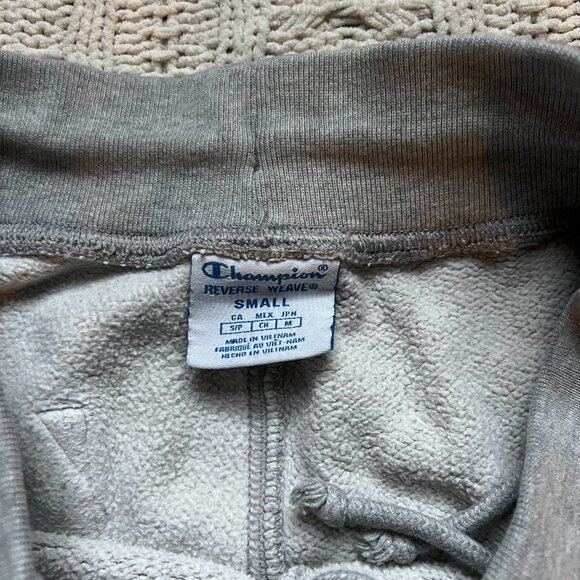 Champion®
REVERSE WEAVE®
SMALL
CA MEX JPN
S/P CH M
MADE IN VIETNAM
FABRIQUÉ AU VIÊT-NAM
HECHO EN VIETNAM